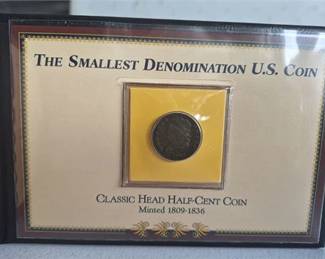 THE SMALLEST DENOMINATION U.S. COIN
CLASSIC HEAD HALF-CENT COIN
Minted 1809-1836